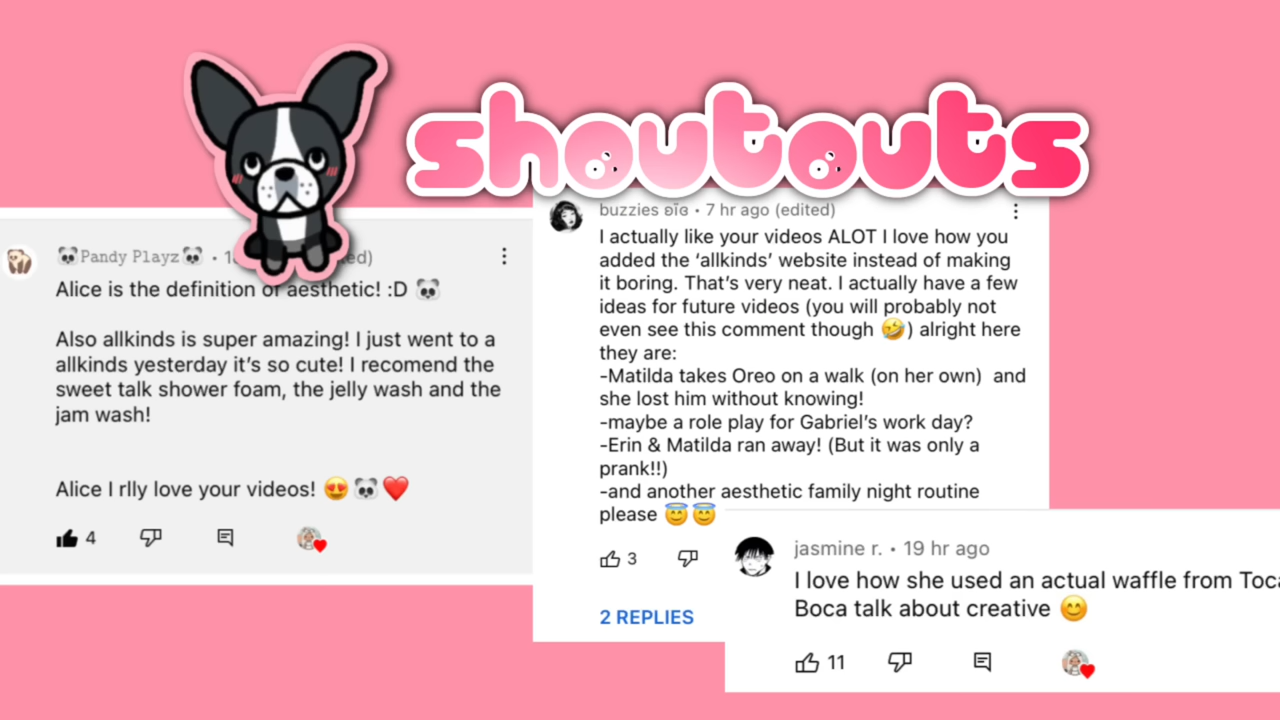 shoutouts
🐼Pandy Playz🐼 •
Alice is the definition of aesthetic! :D 🐼
Also allkinds is super amazing! I just went to a
allkinds yesterday it's so cute! I recomend the
sweet talk shower foam, the jelly wash and the
jam wash!
Alice I rlly love your videos! 😍🐼❤️
4
buzzies ʚïɞ • 7 hr ago (edited)
I actually like your videos ALOT I love how you
added the ‘allkinds’ website instead of making
it boring. That's very neat. I actually have a few
ideas for future videos (you will probably not
even see this comment though 🤣) alright here
they are:
-Matilda takes Oreo on a walk (on her own) and
she lost him without knowing!
-maybe a role play for Gabriel's work day?
-Erin & Matilda ran away! (But it was only a
prank!!)
-and another aesthetic family night routine
please 😇😇
3
2 REPLIES
jasmine r. • 19 hr ago
I love how she used an actual waffle from Toca
Boca talk about creative 😊
11